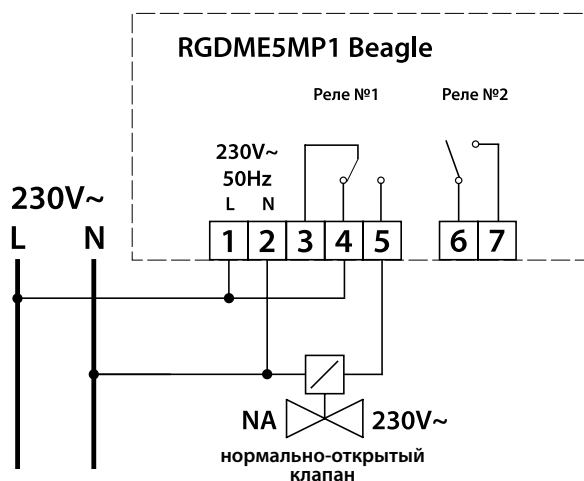 RGDME5MP1 Beagle
Реле №1
Реле №2
230V~
50Hz
L N
230V~
L N
1 2 3 4 5 6 7
NA
230V~
нормально-открытый
клапан